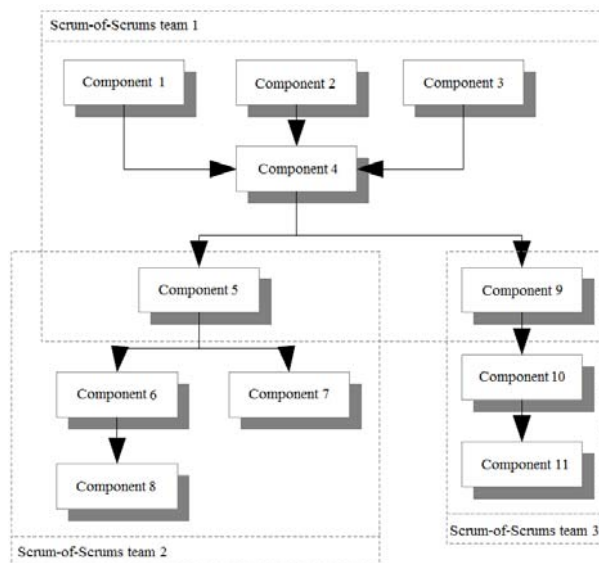 Scrum-of-Scrums team 1
Component 1
Component 2
Component 3
Component 4
Component 5
Component 9
Component 6
Component 7
Component 10
Component 8
Component 11
Scrum-of-Scrums team 3
Scrum-of-Scrums team 2